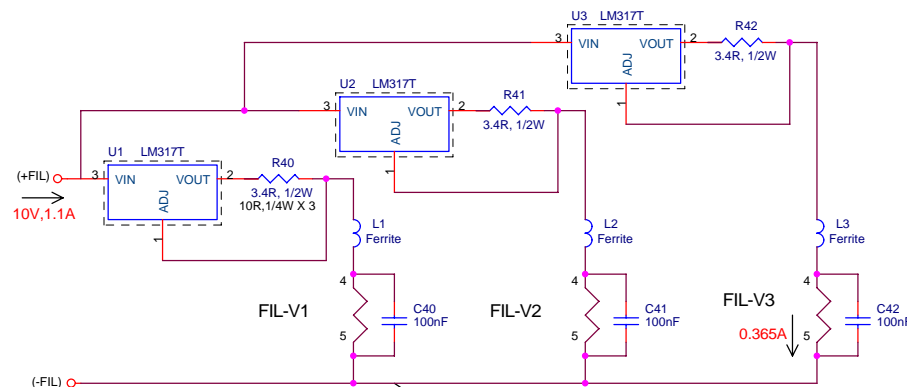 U3 LM317T
3 VIN VOUT 2
ADJ
1
R42
3.4R, 1/2W
U2 LM317T
3 VIN VOUT 2
ADJ
1
R41
3.4R, 1/2W
U1 LM317T
(+FIL) 3 VIN VOUT 2
ADJ
1
10V,1.1A
R40
3.4R, 1/2W
10R,1/4W X 3
L1
Ferrite
L2
Ferrite
L3
Ferrite
4
FIL-V1
5
C40
100nF
4
FIL-V2
5
C41
100nF
4
FIL-V3
5
0.365A
C42
100nF
(-FIL)